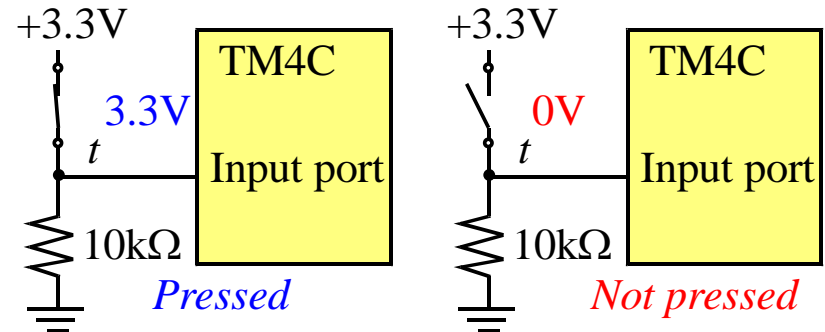 +3.3V
TM4C
3.3V
t
Input port
10kΩ
Pressed
+3.3V
TM4C
0V
t
Input port
10kΩ
Not pressed